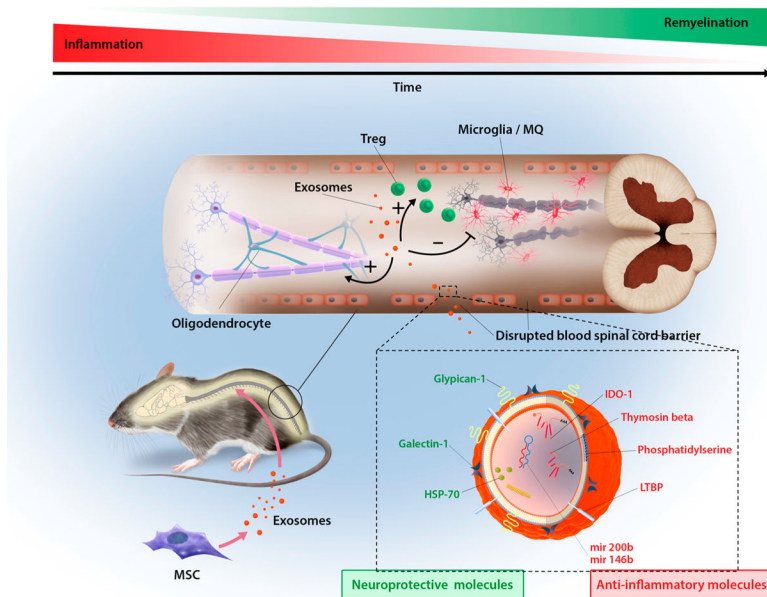 Remyelination
Inflammation
Time
Microglia / MQ
Treg
Exosomes
+
–
+
Oligodendrocyte
Disrupted blood spinal cord barrier
Glypican-1
IDO-1
Thymosin beta
Galectin-1
Phosphatidylserine
HSP-70
LTBP
Exosomes
MSC
mir 200b
mir 146b
Neuroprotective molecules
Anti-inflammatory molecules